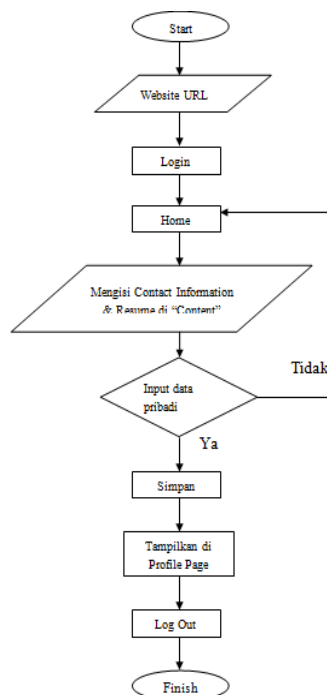 Start
Website URL
Login
Home
Mengisi Contact Information
& Resume di “Content”
Input data
pribadi
Tidak
Ya
Simpan
Tampilkan di
Profile Page
Log Out
Finish